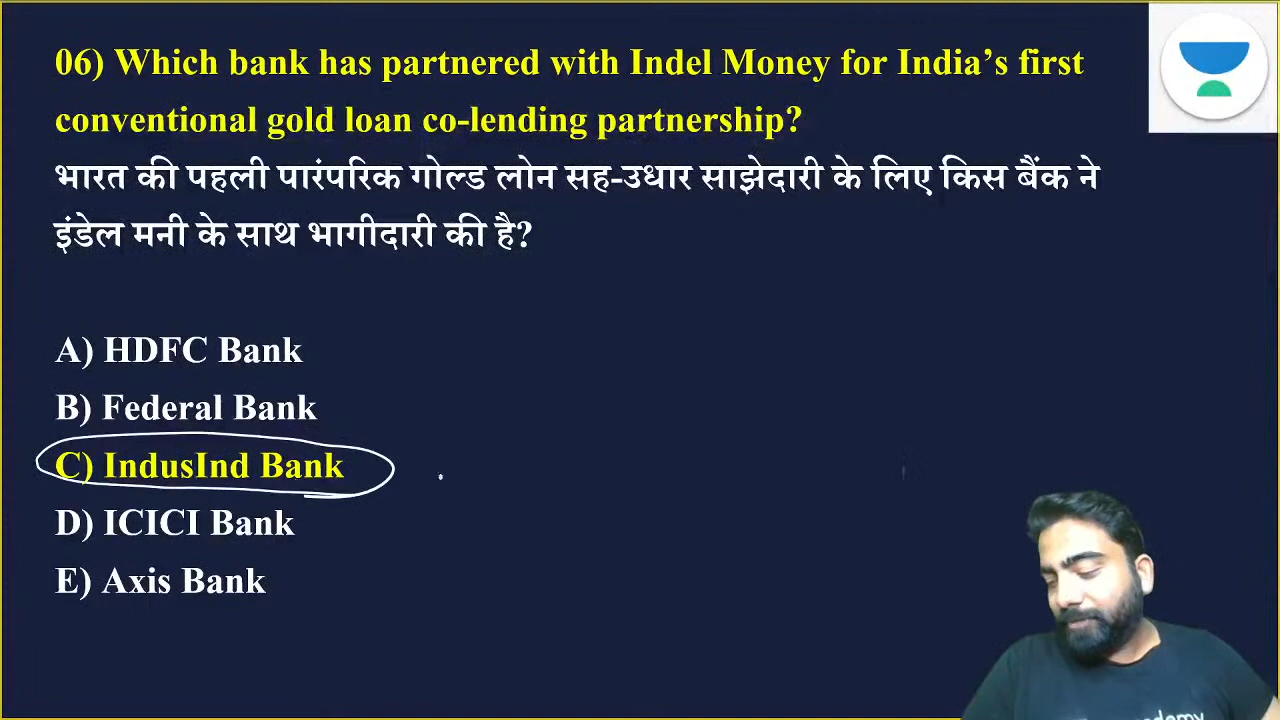 06) Which bank has partnered with Indel Money for India’s first
conventional gold loan co-lending partnership?
भारत की पहली पारंपरिक गोल्ड लोन सह-उधार साझेदारी के लिए किस बैंक ने
इंडेल मनी के साथ भागीदारी की है?
A) HDFC Bank
B) Federal Bank
C) IndusInd Bank
D) ICICI Bank
E) Axis Bank